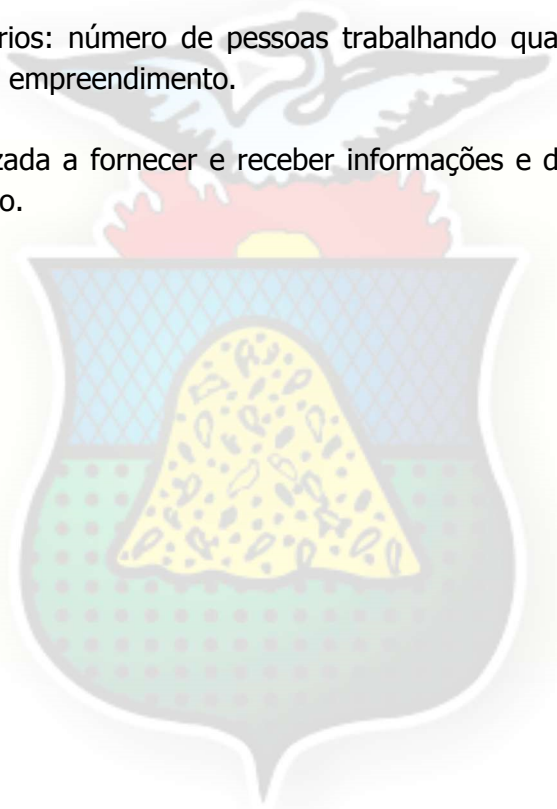 rios: número de pessoas trabalhando qua
empreendimento.
zada a fornecer e receber informações e d
o.